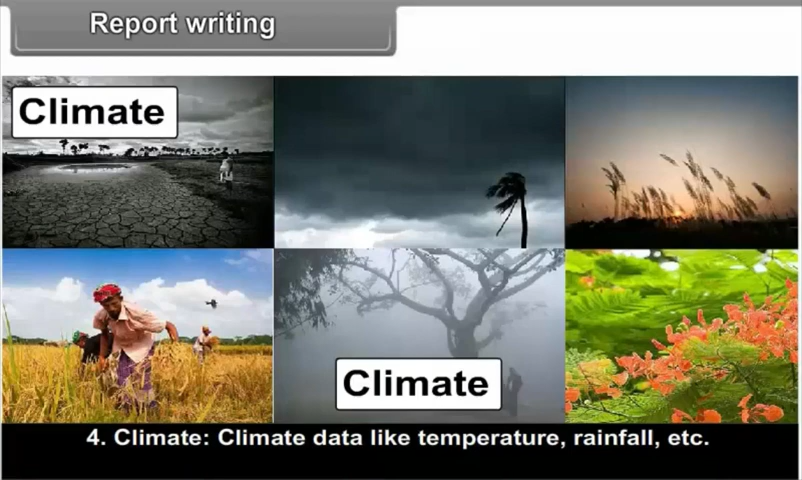 Report writing
Climate
Climate
4. Climate: Climate data like temperature, rainfall, etc.